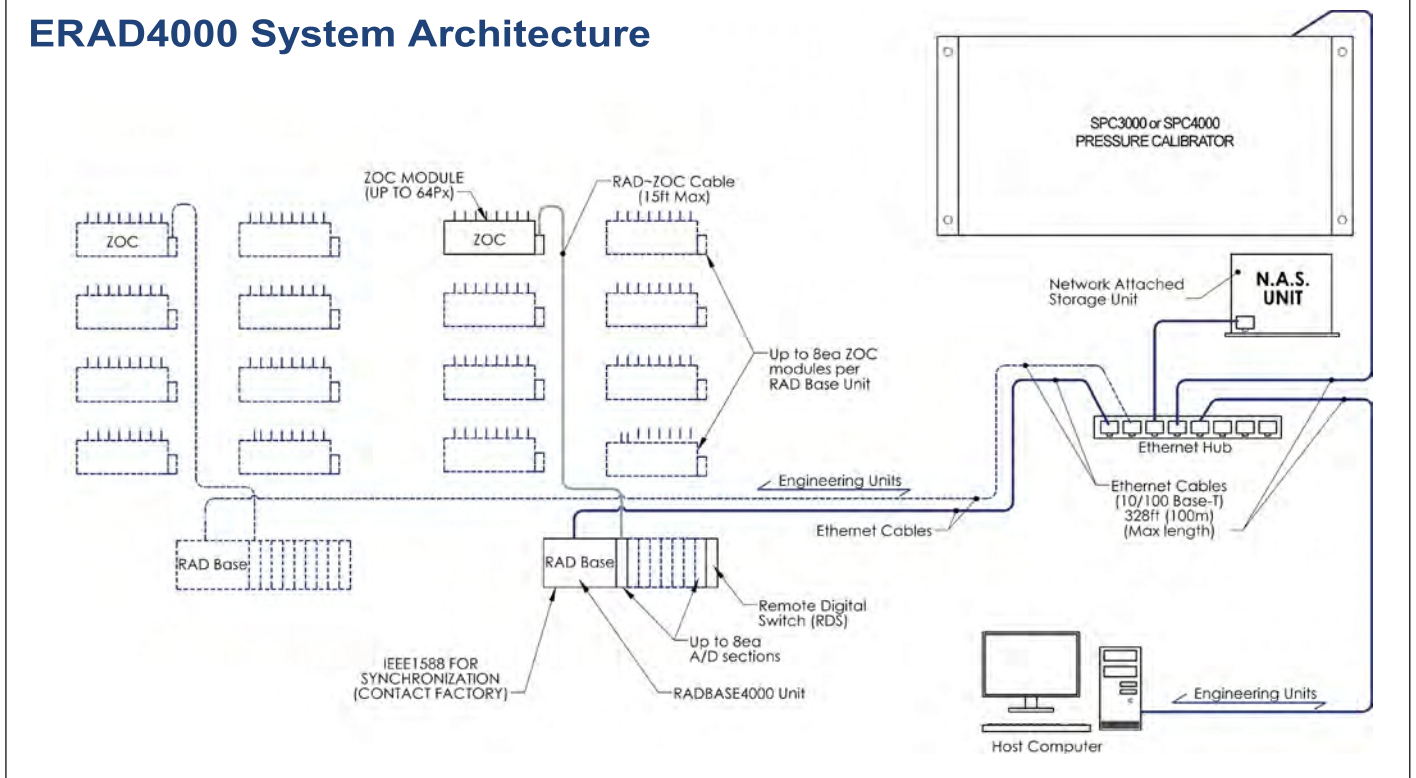 ERAD4000 System Architecture
SPC3000 or SPC4000
PRESSURE CALIBRATOR
ZOC MODULE
(UP TO 64Px)
RAD~ZOC Cable
(15ft Max)
ZOC
ZOC
Network Attached
Storage Unit
N.A.S.
UNIT
Up to 8ea ZOC
modules per
RAD Base Unit
Ethernet Hub
Engineering Units
Ethernet Cables
Ethernet Cables
(10/100 Base-T)
328ft (100m)
(Max length)
RAD Base
RAD Base
Remote Digital
Switch (RDS)
Up to 8ea
A/D sections
IEEE1588 FOR
SYNCHRONIZATION
(CONTACT FACTORY)
RADBASE4000 Unit
Engineering Units
Host Computer